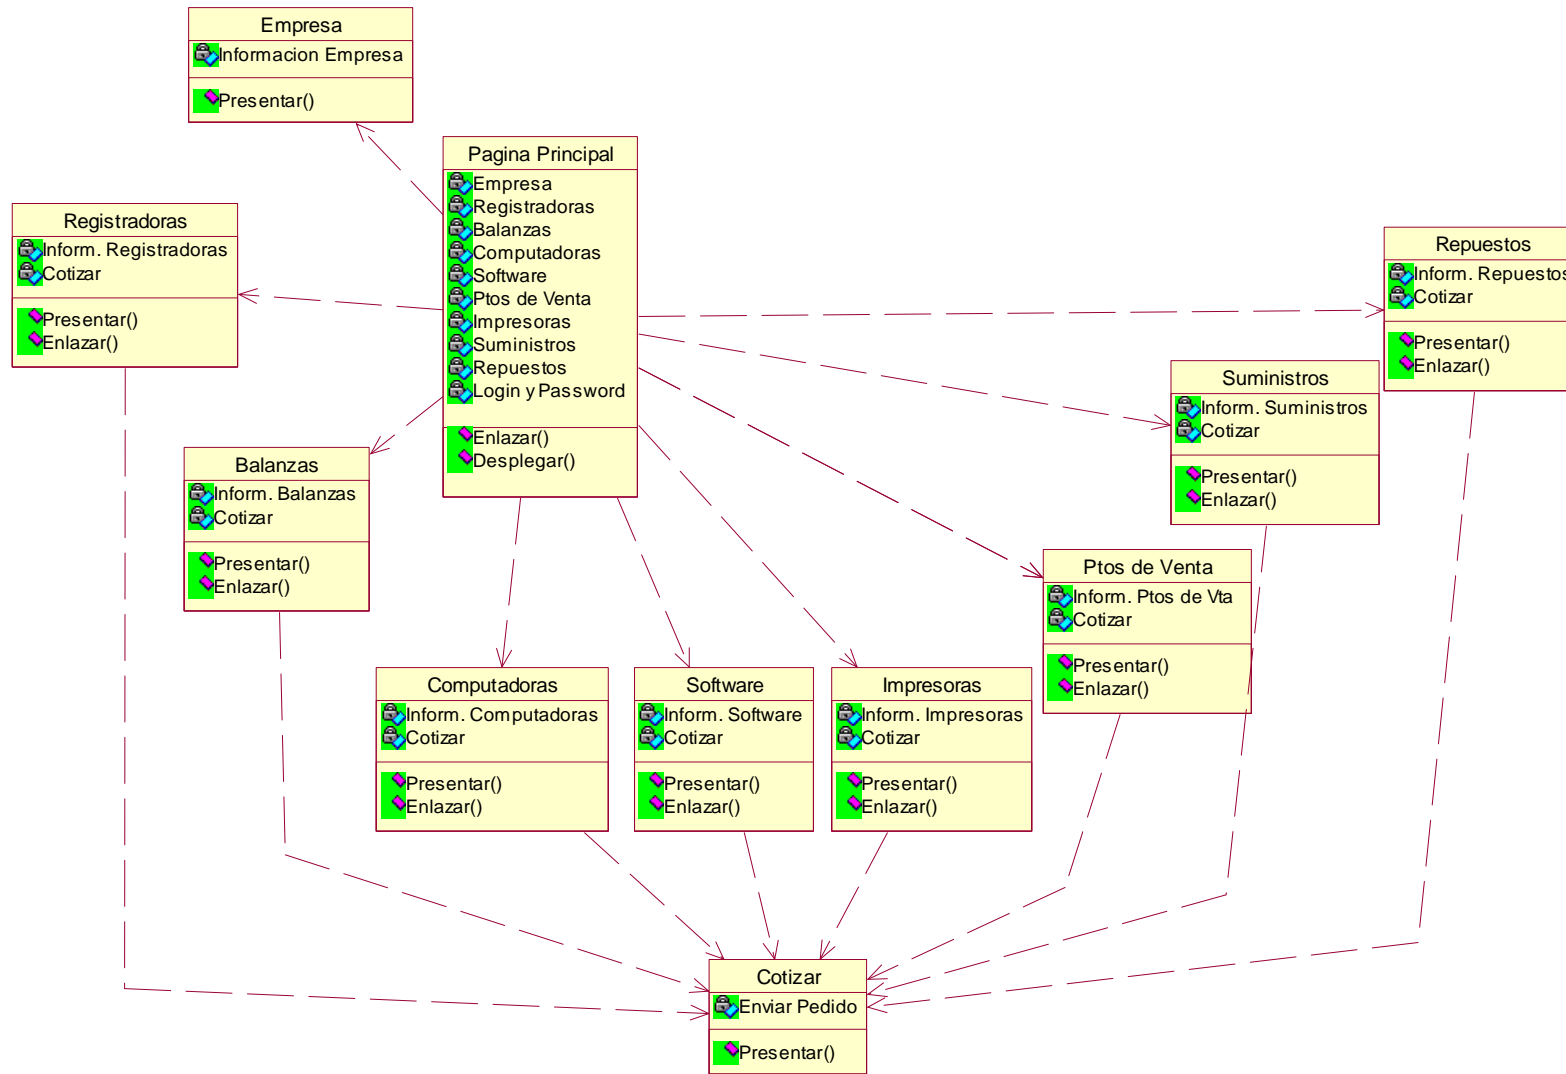 Empresa
Informacion Empresa
Presentar()
Pagina Principal
Empresa
Registradoras
Balanzas
Computadoras
Software
Ptos de Venta
Impresoras
Suministros
Repuestos
Login y Password
Enlazar()
Desplegar()
Registradoras
Inform. Registradoras
Cotizar
Presentar()
Enlazar()
Repuestos
Inform. Repuestos
Cotizar
Presentar()
Enlazar()
Suministros
Inform. Suministros
Cotizar
Presentar()
Enlazar()
Balanzas
Inform. Balanzas
Cotizar
Presentar()
Enlazar()
Ptos de Venta
Inform. Ptos de Vta
Cotizar
Presentar()
Enlazar()
Computadoras
Inform. Computadoras
Cotizar
Presentar()
Enlazar()
Software
Inform. Software
Cotizar
Presentar()
Enlazar()
Impresoras
Inform. Impresoras
Cotizar
Presentar()
Enlazar()
Cotizar
Enviar Pedido
Presentar()